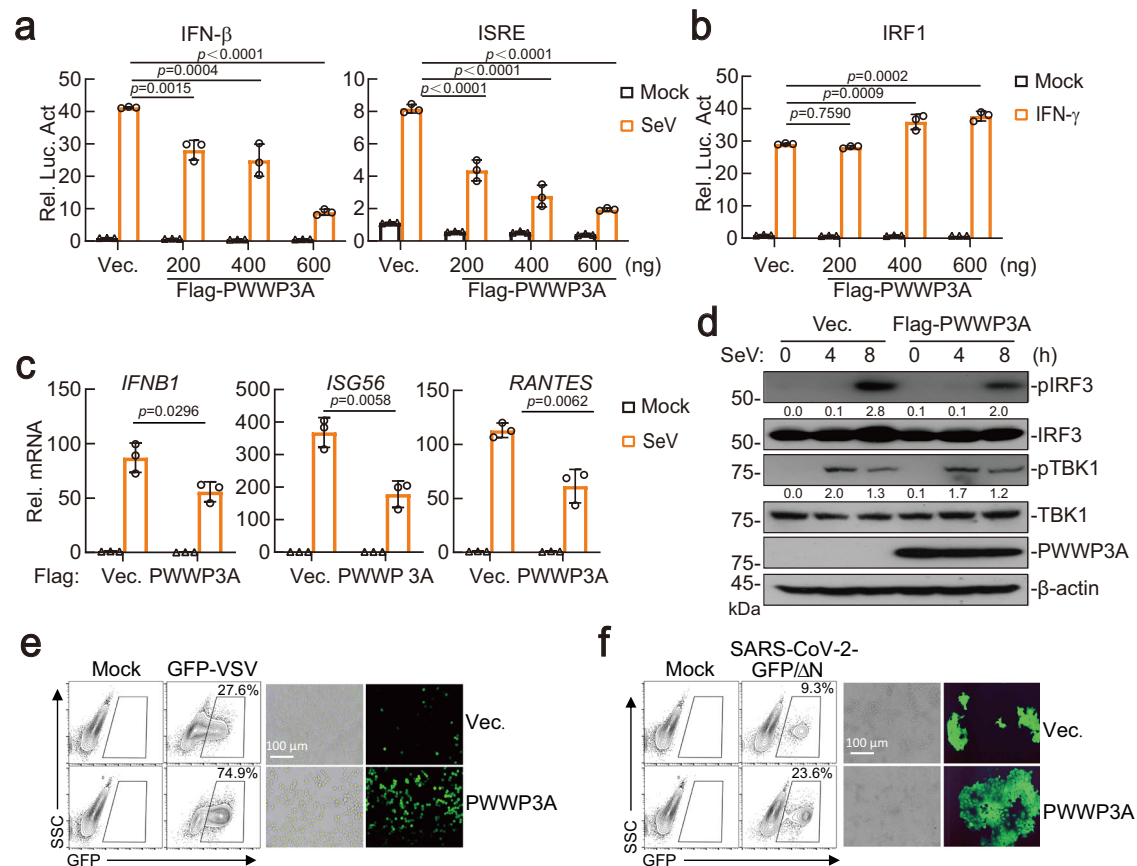 a
IFN-β
p<0.0001
p=0.0004
p=0.0015
Rel. Luc. Act
50
40
30
20
10
0
Vec. 200 400 600
Flag-PWWP3A
ISRE
p<0.0001
p<0.0001
p<0.0001
10
8
6
4
2
0
Vec. 200 400 600 (ng)
Flag-PWWP3A
Mock
SeV
b
IRF1
p=0.0002
p=0.0009
p=0.7590
Rel. Luc. Act
50
40
30
20
10
0
Vec. 200 400 600
Flag-PWWP3A
Mock
IFN-γ
c
IFNB1
p=0.0296
Rel. mRNA
150
100
50
0
ISG56
p=0.0058
400
300
200
100
0
RANTES
p=0.0062
150
100
50
0
Mock
SeV
Flag: Vec. PWWP3A Vec. PWWP 3A Vec. PWWP3A
d
Vec. Flag-PWWP3A
SeV: 0 4 8 0 4 8 (h)
50- -pIRF3
0.0 0.1 2.8 0.1 0.1 2.0
50- -IRF3
75- -pTBK1
0.0 2.0 1.3 0.1 1.7 1.2
75- -TBK1
75- -PWWP3A
45- -β-actin
kDa
e
Mock GFP-VSV
27.6%
100 μm
Vec.
74.9%
PWWP3A
SSC
GFP
f
Mock SARS-CoV-2-
GFP/ΔN
9.3%
100 μm
Vec.
23.6%
PWWP3A
SSC
GFP